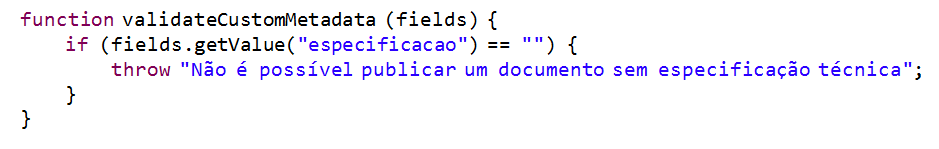 function validateCustomMetadata (fields) {
    if (fields.getValue("especificacao") == "") {
        throw "Não é possível publicar um documento sem especificação técnica";
    }
}